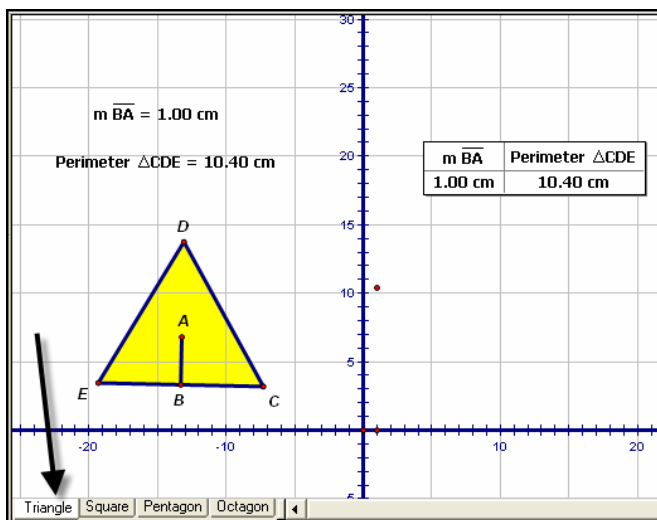 30
25
m BA = 1.00 cm
Perimeter △CDE = 10.40 cm
20
m BA Perimeter △CDE
1.00 cm 10.40 cm
15
D
10
A
5
E B C
-20 -10 10 20
5
Triangle Square Pentagon Octagon